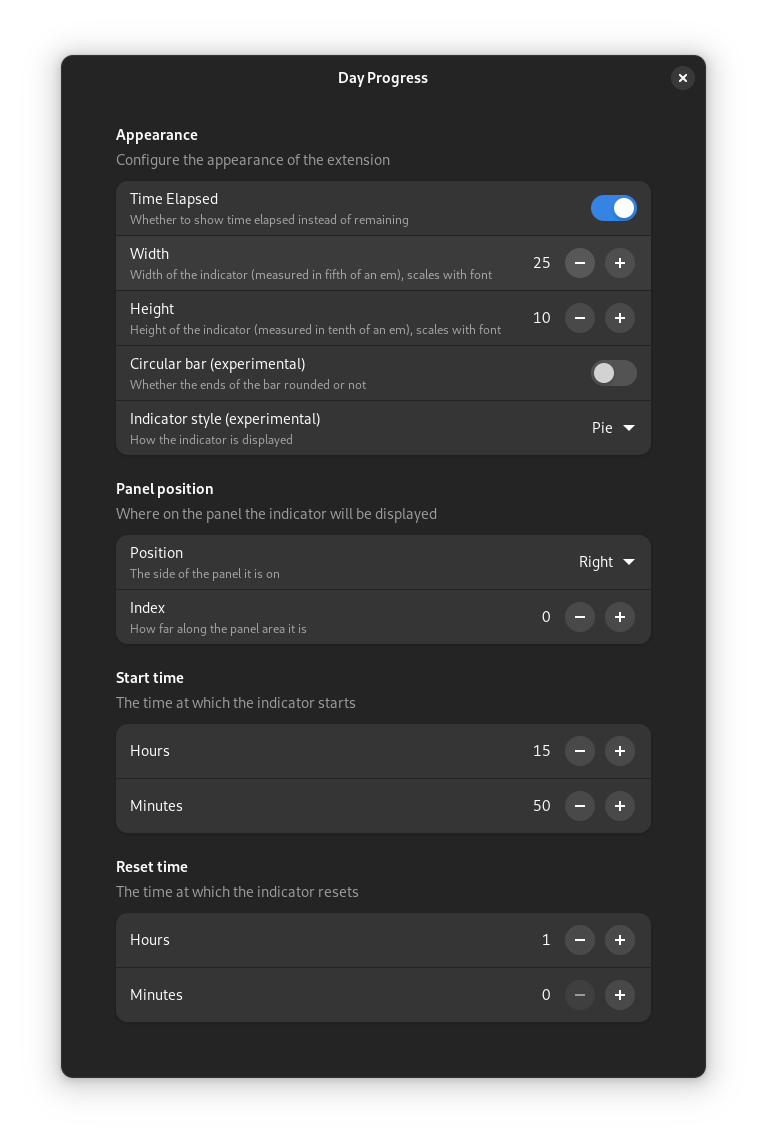 Day Progress
Appearance
Configure the appearance of the extension
Time Elapsed
Whether to show time elapsed instead of remaining
Width
Width of the indicator (measured in fifth of an em), scales with font
25
Height
Height of the indicator (measured in tenth of an em), scales with font
10
Circular bar (experimental)
Whether the ends of the bar rounded or not
Indicator style (experimental)
How the indicator is displayed
Pie
Panel position
Where on the panel the indicator will be displayed
Position
The side of the panel it is on
Right
Index
How far along the panel area it is
0
Start time
The time at which the indicator starts
Hours
15
Minutes
50
Reset time
The time at which the indicator resets
Hours
1
Minutes
0